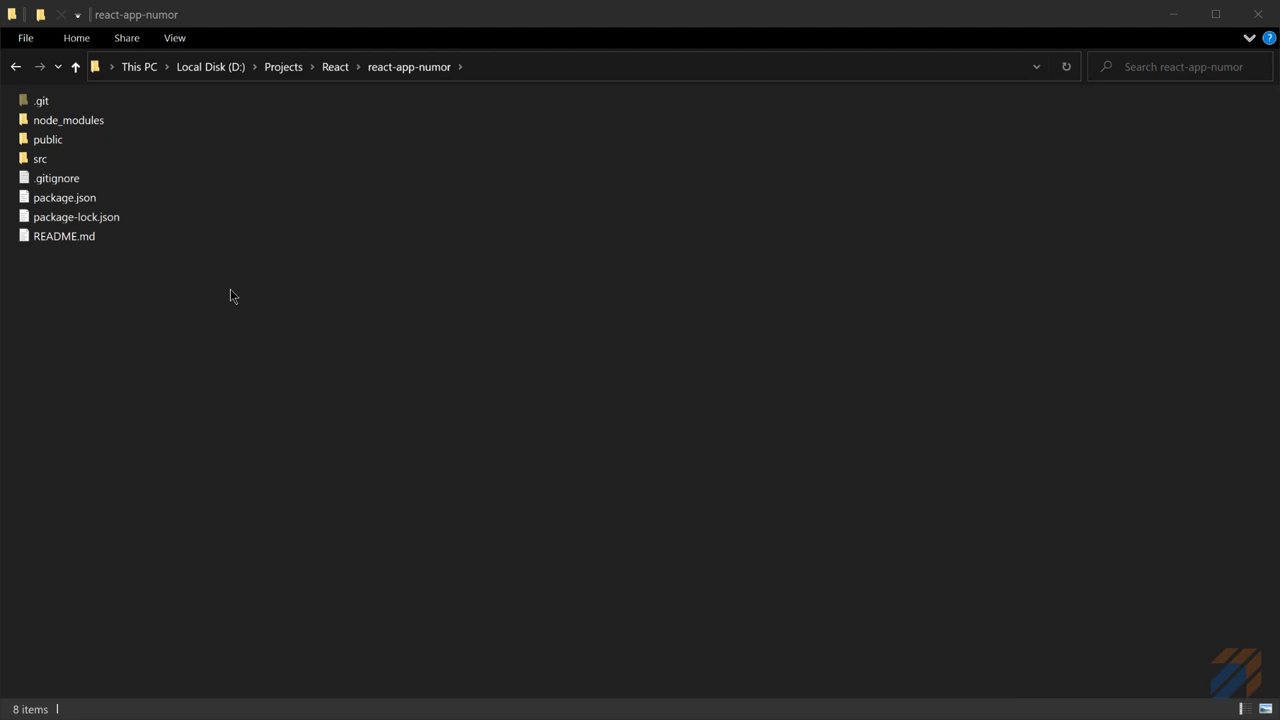 react-app-numor
File Home Share View
This PC Local Disk (D:) Projects React react-app-numor Search react-app-numor
.git
node_modules
public
src
.gitignore
package.json
package-lock.json
README.md
8 items